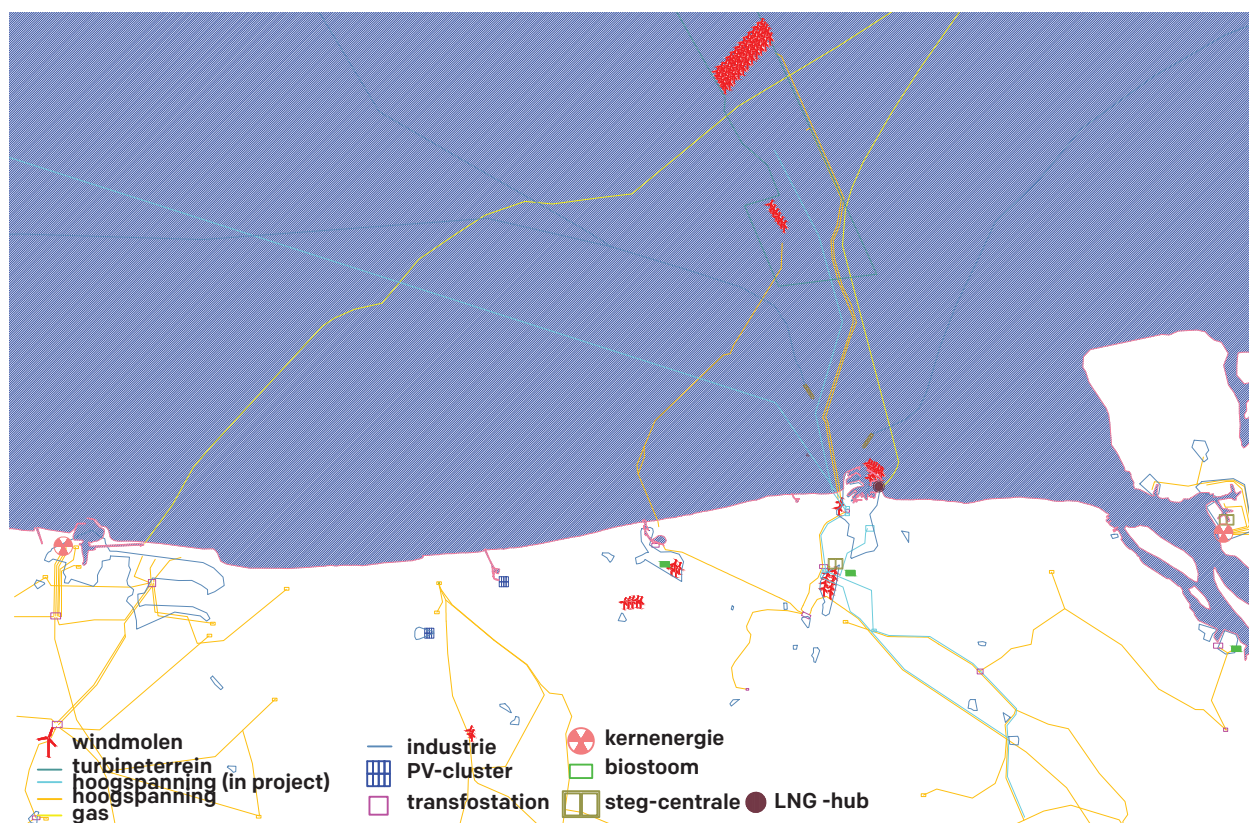 windmolen
turbineterrein
hoogspanning (in project)
hoogspanning
gas
industrie
PV-cluster
transfostation
kernenergie
biostoom
steg-centrale
LNG -hub